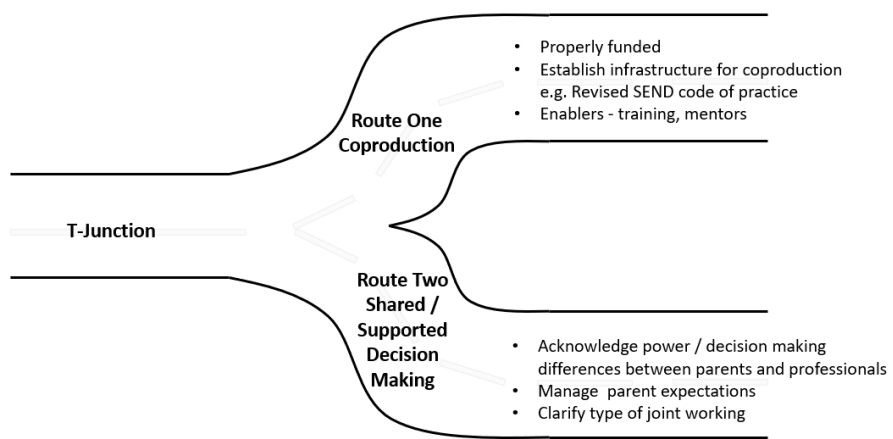 T-Junction
Route One
Coproduction
• Properly funded
• Establish infrastructure for coproduction
e.g. Revised SEND code of practice
• Enablers - training, mentors
Route Two
Shared /
Supported
Decision
Making
• Acknowledge power / decision making
differences between parents and professionals
• Manage  parent expectations
• Clarify type of joint working